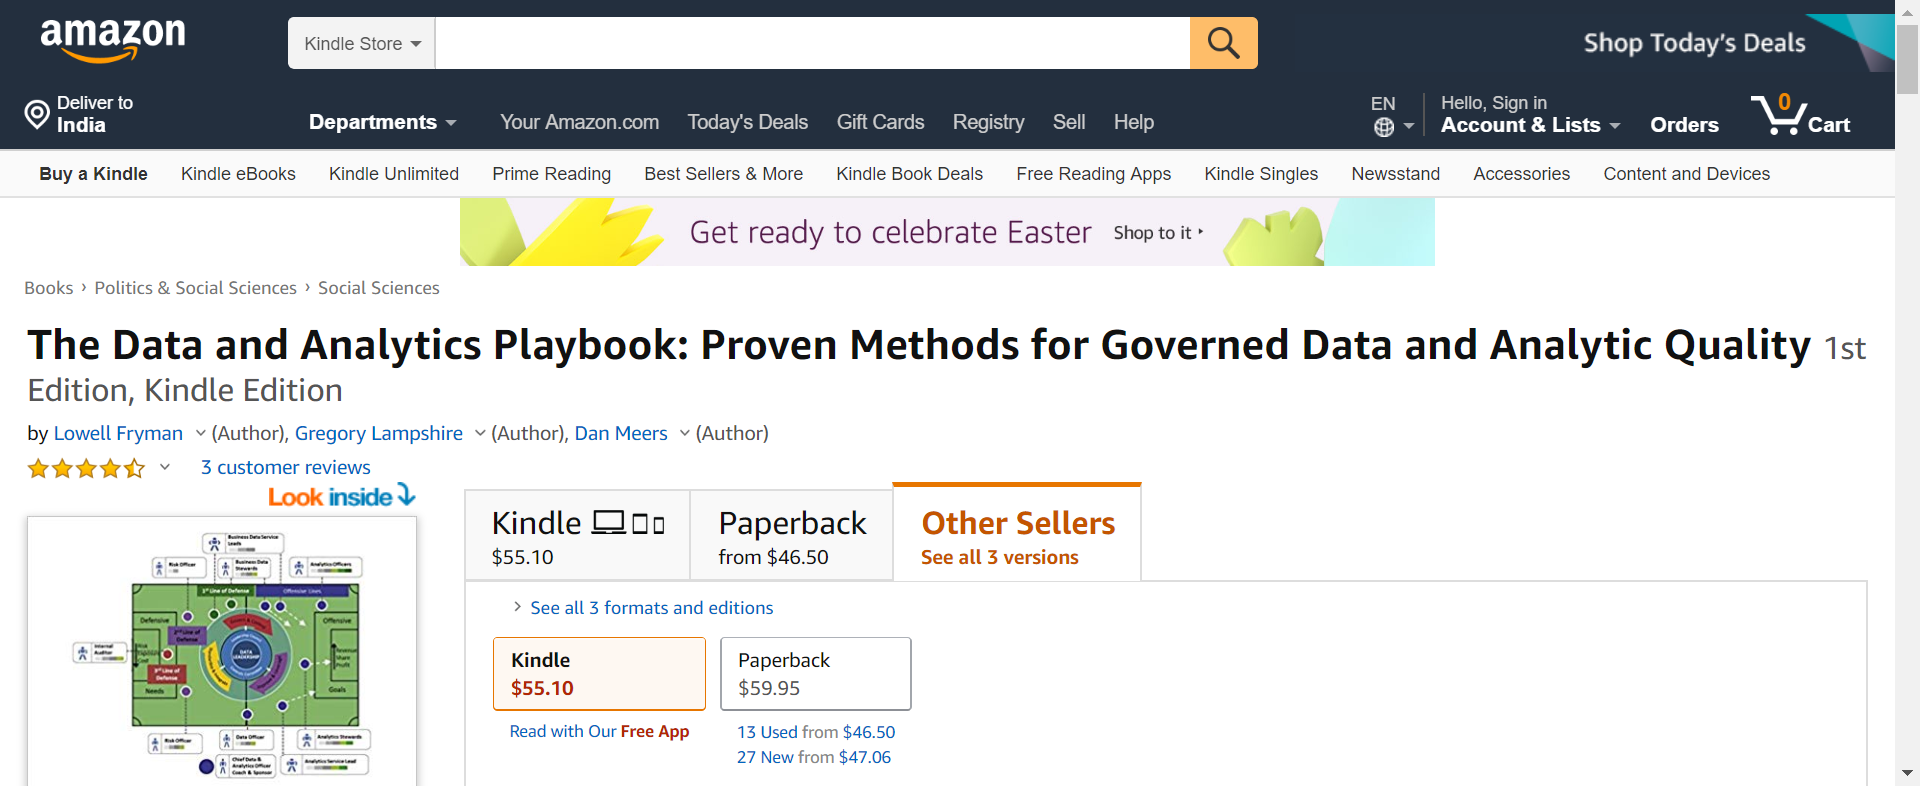 amazon
Kindle Store
Shop Today's Deals
Deliver to
India
Departments
Your Amazon.com
Today's Deals
Gift Cards
Registry
Sell
Help
EN
Hello, Sign in
Account & Lists
Orders
0
Cart
Buy a Kindle
Kindle eBooks
Kindle Unlimited
Prime Reading
Best Sellers & More
Kindle Book Deals
Free Reading Apps
Kindle Singles
Newsstand
Accessories
Content and Devices
Get ready to celebrate Easter
Shop to it
Books › Politics & Social Sciences › Social Sciences
The Data and Analytics Playbook: Proven Methods for Governed Data and Analytic Quality 1st
Edition, Kindle Edition
by Lowell Fryman (Author), Gregory Lampshire (Author), Dan Meers (Author)
3 customer reviews
Look inside
Business Data Service
Leads
Risk Officer
Business Data
Stewards
Analytics Officers
1st Line of Defense
Offensive Lines
Defensive
Offensive
2nd Line of
Defense
Internal
Auditor
DATA
LEADERSHIP
3rd Line of
Defense
Needs
Goals
Risk Officer
Data Officer
Analytics Stewards
Chief Data &
Analytics Officer
Coach & Sponsor
Analytics Service Lead
Kindle
$55.10
Paperback
from $46.50
Other Sellers
See all 3 versions
See all 3 formats and editions
Kindle
$55.10
Paperback
$59.95
Read with Our Free App
13 Used from $46.50
27 New from $47.06